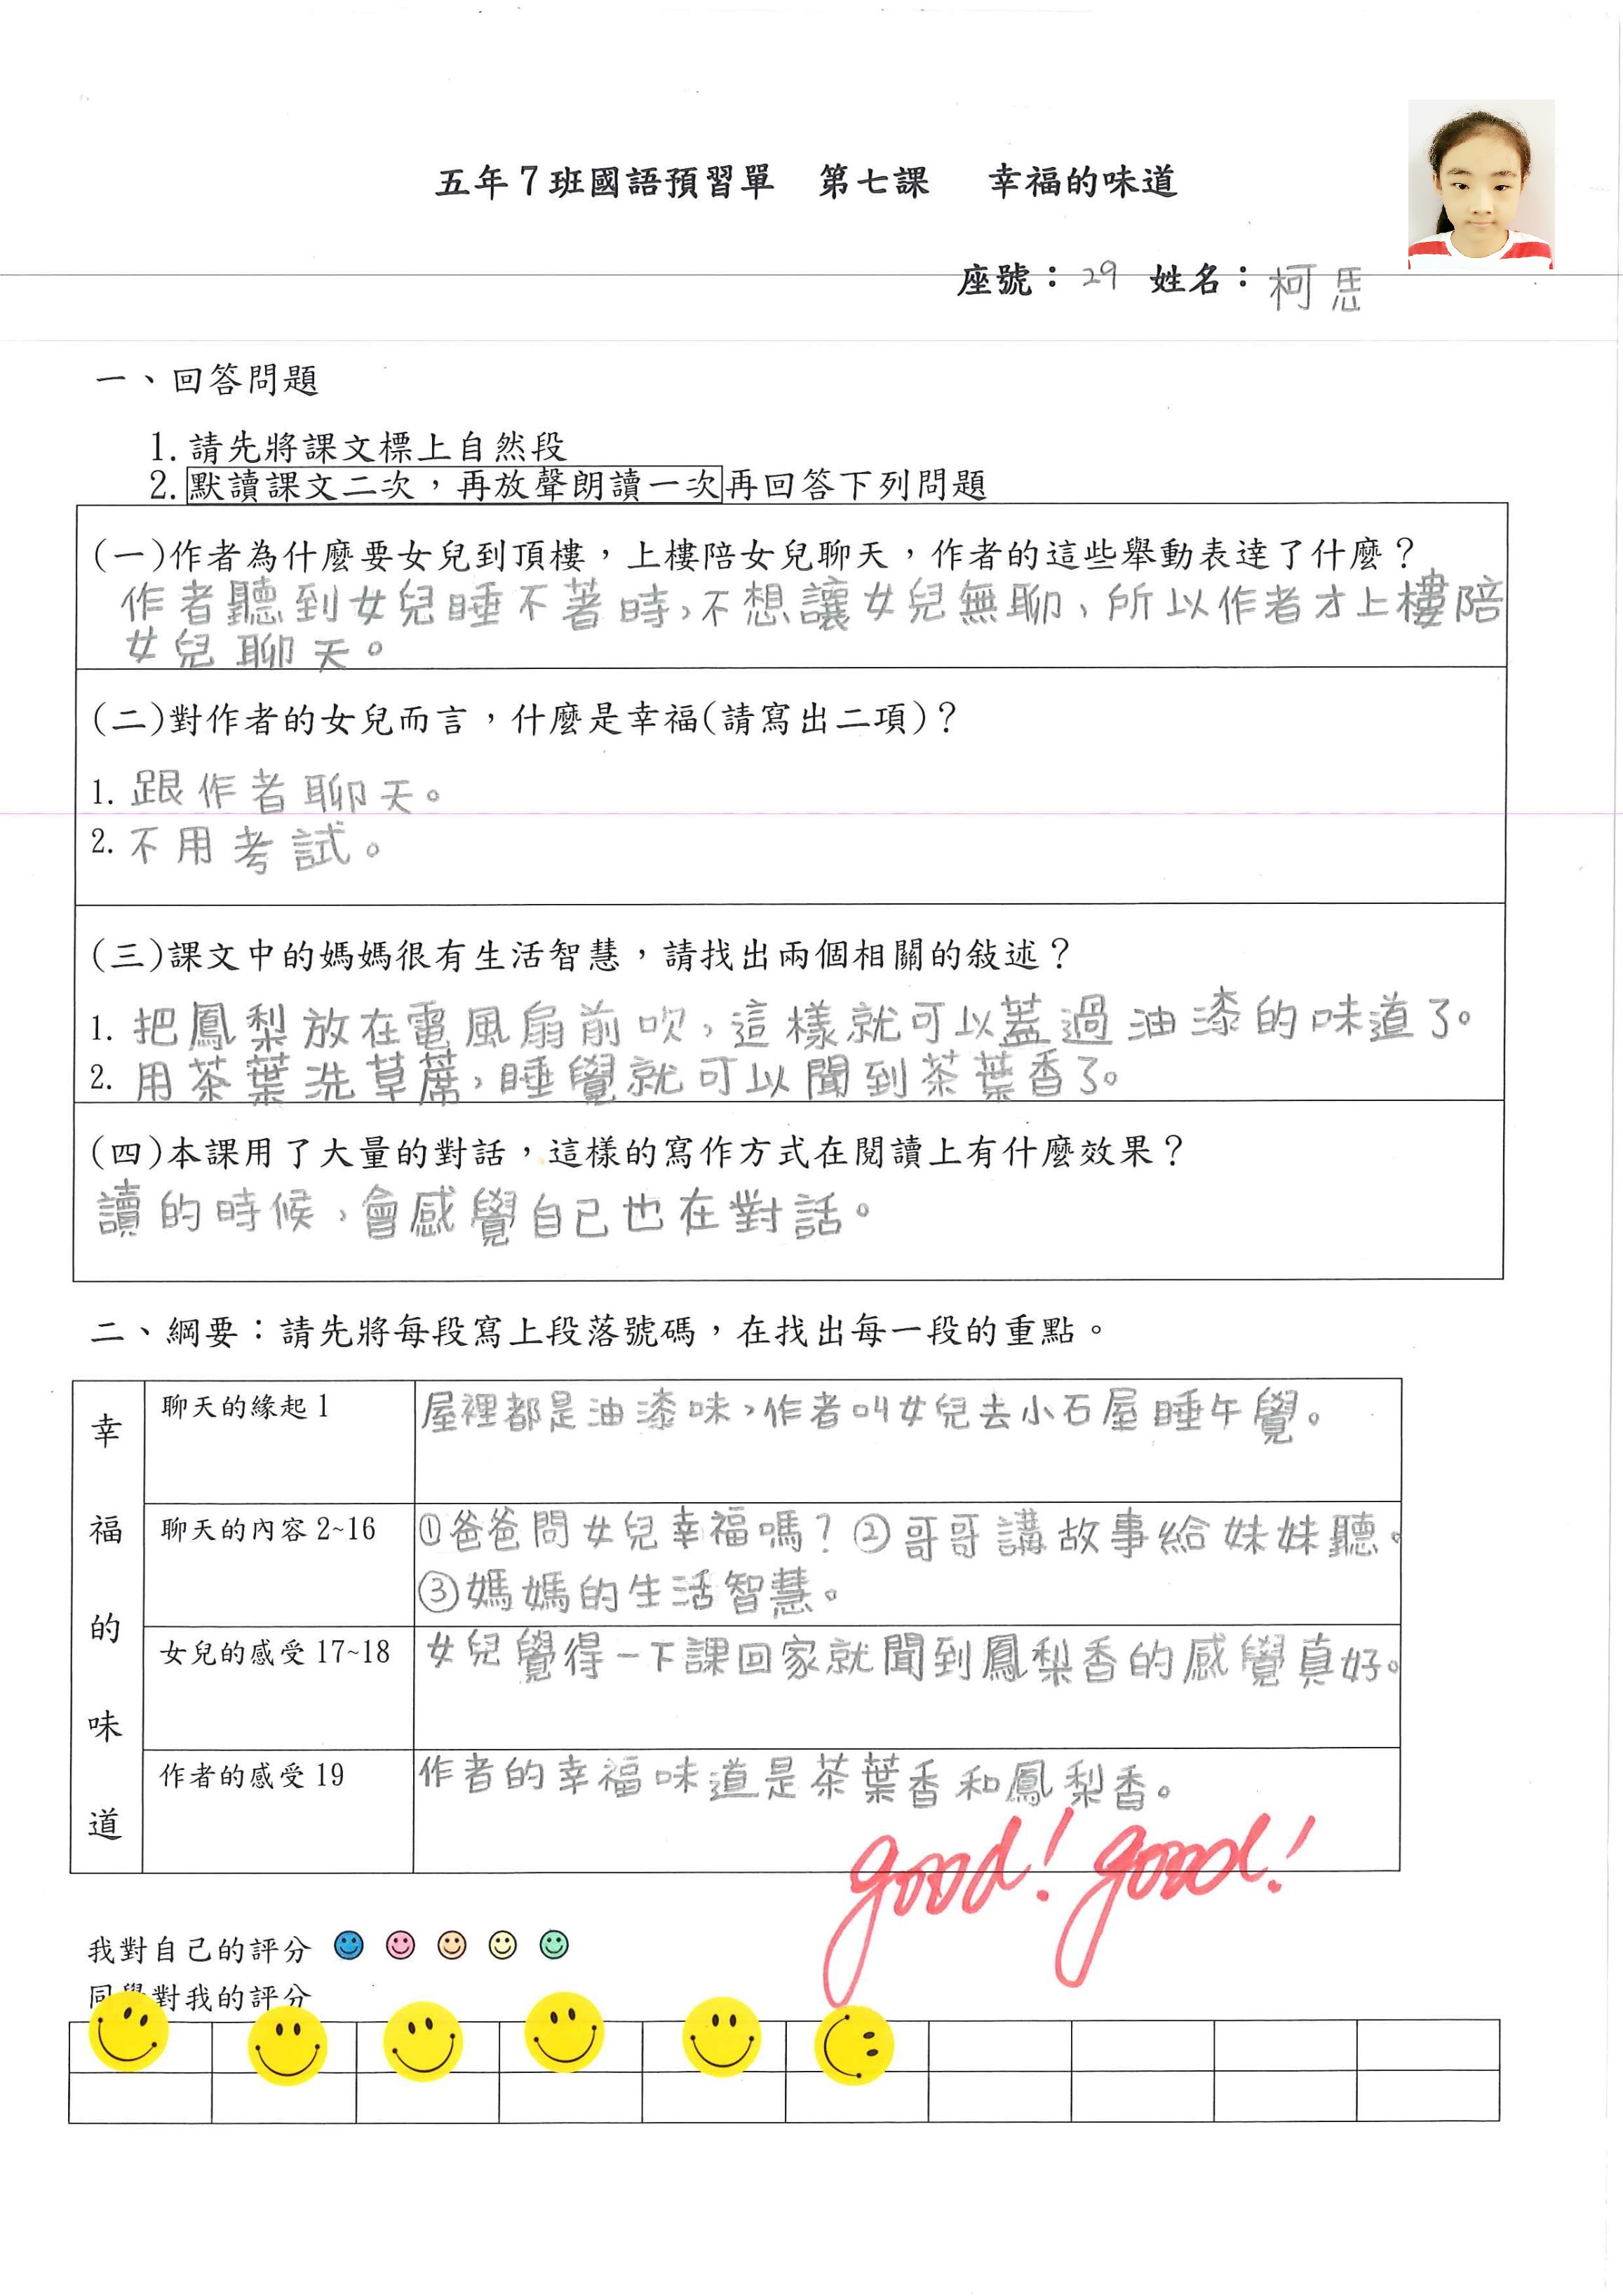 五年7班國語預習單 第七課 幸福的味道
座號：29 姓名：柯恁
一、回答問題
1. 請先將課文標上自然段
2. 默讀課文二次，再放聲朗讀一次再回答下列問題
(一)作者為什麼要女兒到頂樓，上樓陪女兒聊天，作者的這些舉動表達了什麼？
作者聽到女兒睡不著時，不想讓女兒無聊，所以作者才上樓陪
女兒聊天。
(二)對作者的女兒而言，什麼是幸福(請寫出二項)？
1. 跟作者聊天。
2. 不用考試。
(三)課文中的媽媽很有生活智慧，請找出兩個相關的敍述？
1. 把鳳梨放在電風扇前吹，這樣就可以蓋過油漆的味道了。
2. 用茶葉洗草蓆，睡覺就可以聞到茶葉香了。
(四)本課用了大量的對話，這樣的寫作方式在閱讀上有什麼效果？
讀的時候，會感覺自己也在對話。
二、綱要：請先將每段寫上段落號碼，在找出每一段的重點。
幸福的味道
聊天的緣起1
屋裡都是油漆味，作者叫女兒去小石屋睡午覺。
聊天的內容2~16
①爸爸問女兒幸福嗎？②哥哥講故事給妹妹聽。
③媽媽的生活智慧。
女兒的感受17~18
女兒覺得一下課回家就聞到鳳梨香的感覺真好。
作者的感受19
作者的幸福味道是茶葉香和鳳梨香。
good! good!
我對自己的評分
同學對我的評分